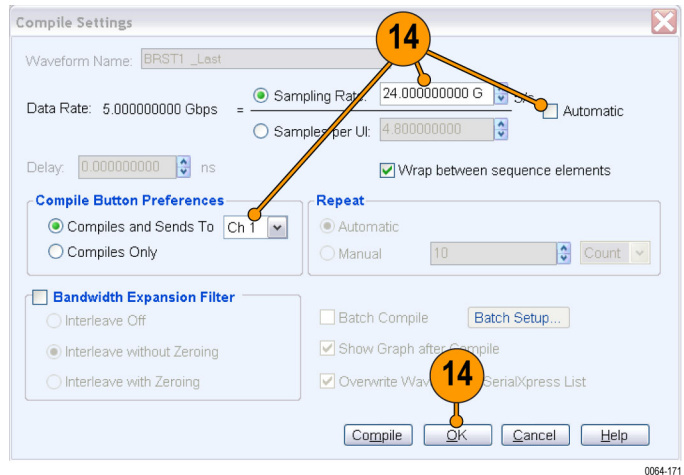 Compile Settings
14
Waveform Name: BRST1 _Last
Data Rate: 5.000000000 Gbps = Sampling Rate: 24.000000000 G S/s Automatic
Samples per UI: 4.800000000
Delay: 0.000000000 ns Wrap between sequence elements
Compile Button Preferences
Compiles and Sends To Ch 1
Compiles Only
Repeat
Automatic
Manual 10 Count
Bandwidth Expansion Filter
Interleave Off
Interleave without Zeroing
Interleave with Zeroing
Batch Compile Batch Setup...
Show Graph after Compile
Overwrite Wav SerialXpress List
14
Compile OK Cancel Help
0064-171